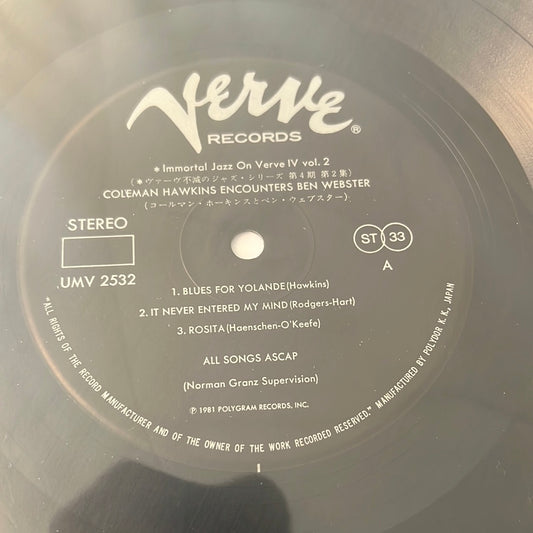 Verve®
RECORDS
* Immortal Jazz On Verve IV vol. 2
(*ヴァーヴ不滅のジャズ・シリーズ 第4期 第2集)
COLEMAN HAWKINS ENCOUNTERS BEN WEBSTER
(コールマン・ホーキンスとベン・ウェブスター)
STEREO
UMV 2532
ST 33
A
1. BLUES FOR YOLANDE (Hawkins)
2. IT NEVER ENTERED MY MIND (Rodgers-Hart)
3. ROSITA (Haenschen-O'Keefe)
ALL SONGS ASCAP
(Norman Granz Supervision)
℗ 1981 POLYGRAM RECORDS, INC.
"ALL RIGHTS OF THE RECORD MANUFACTURER AND OF THE OWNER OF THE WORK RECORDED RESERVED." MANUFACTURED BY POLYDOR K. K. JAPAN